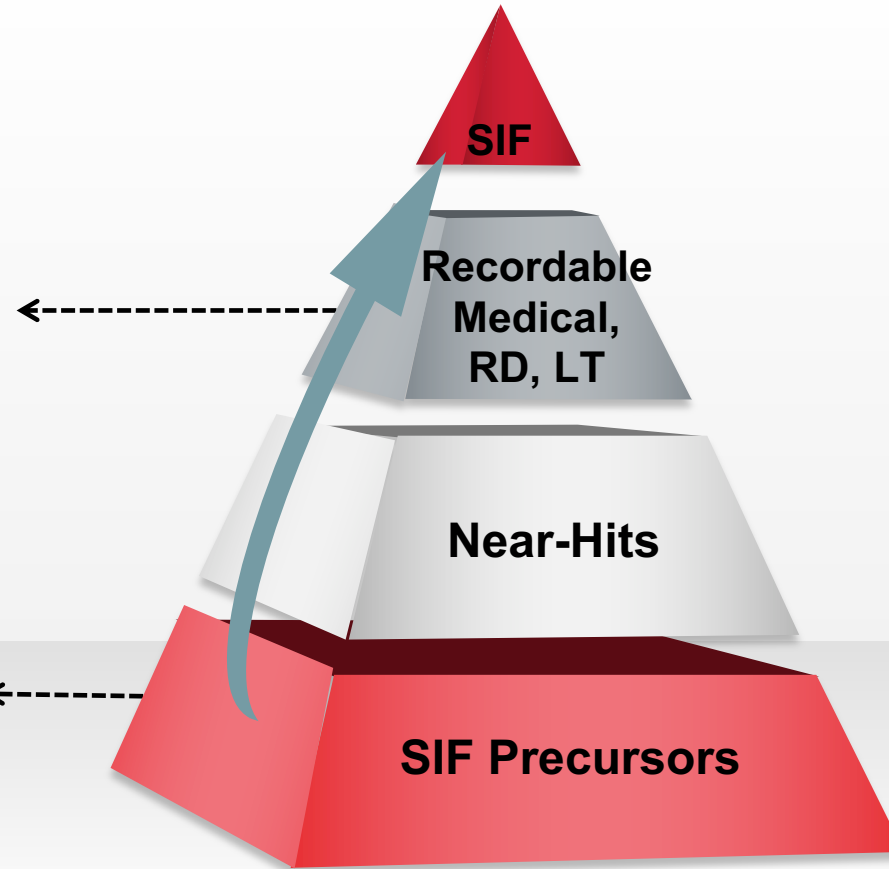 SIF
Recordable
Medical,
RD, LT
Near-Hits
SIF Precursors